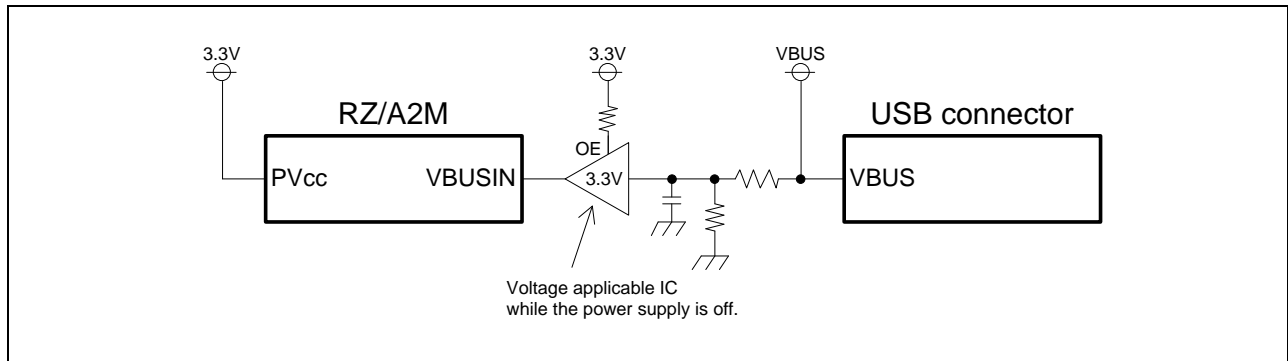 3.3V
3.3V
VBUS
RZ/A2M
USB connector
OE
PVcc
VBUSIN
3.3V
VBUS
Voltage applicable IC
while the power supply is off.